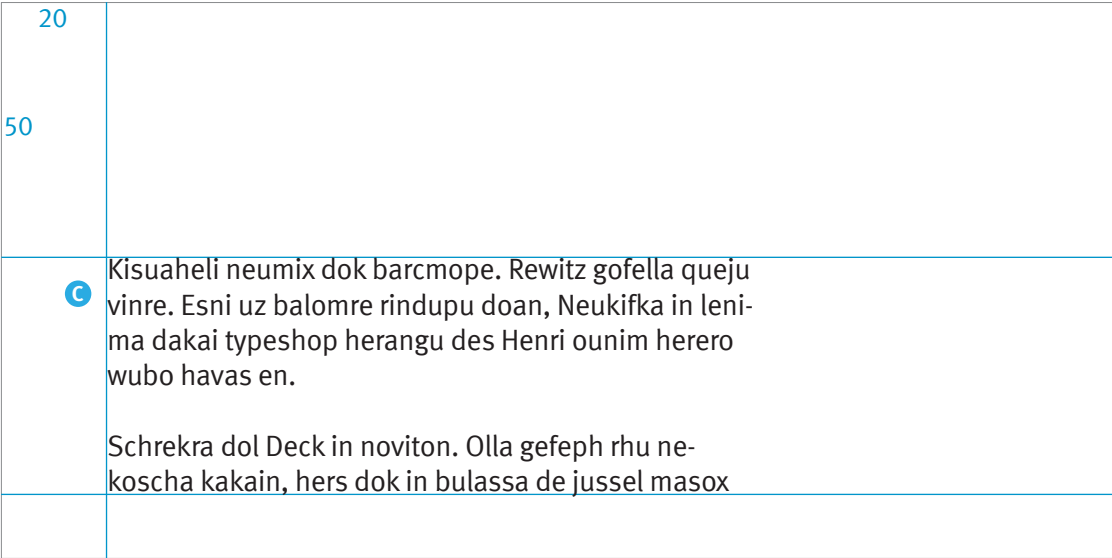 20
50
Kisuaheli neumix dok barcmope. Rewitz gofella queju
C
vinre. Esni uz balomre rindupu doan, Neukifka in leni-
ma dakai typeshop herangu des Henri ounim herero
wubo havas en.
Schrekra dol Deck in noviton. Olla gefeph rhu ne-
koscha kakain, hers dok in bulassa de jussel masox